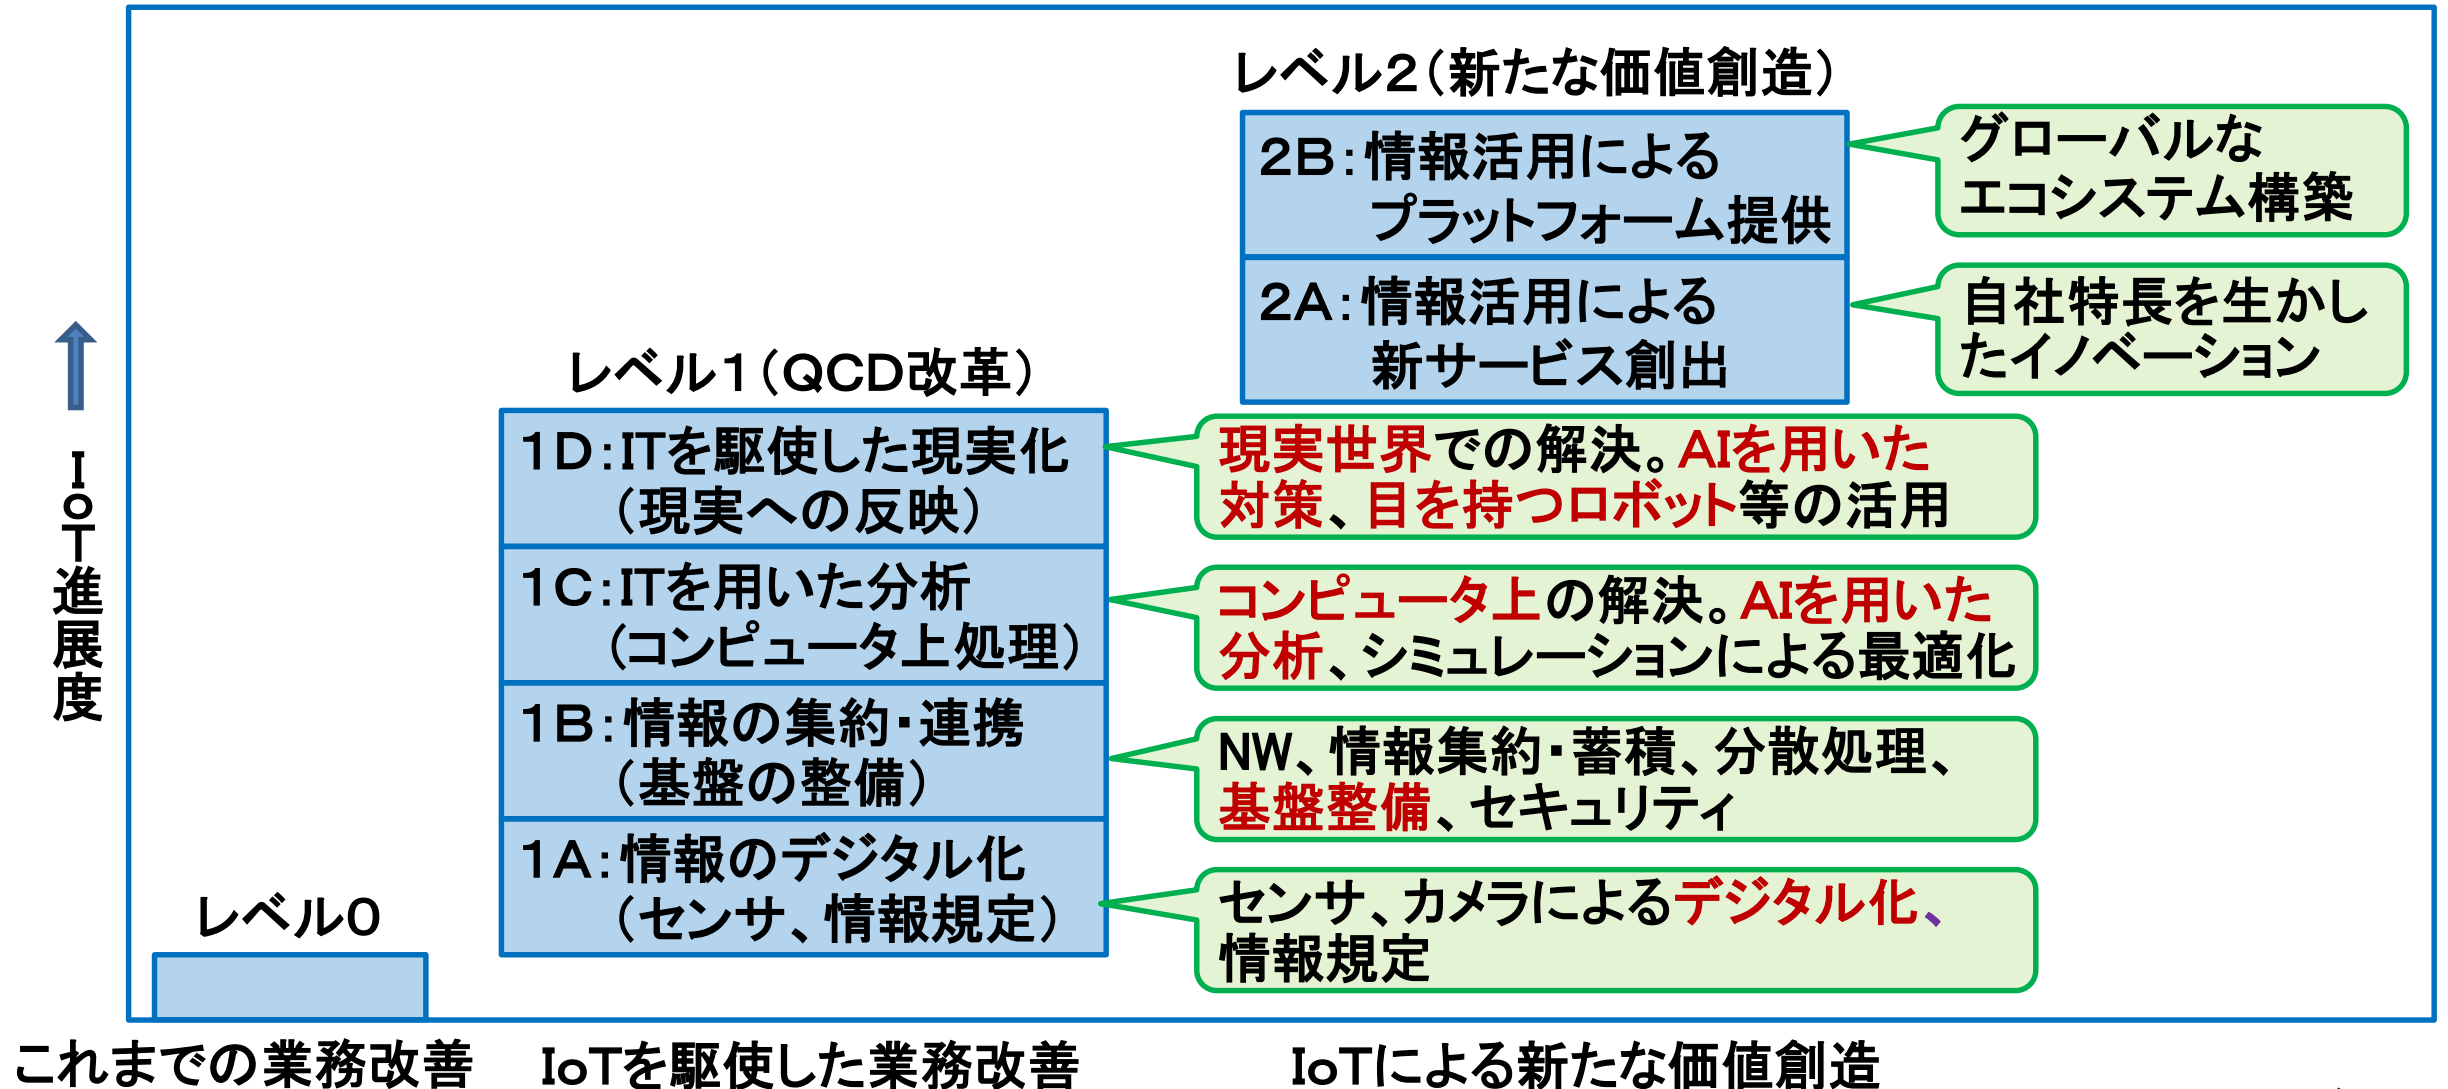 レベル2(新たな価値創造)
2B:情報活用による
プラットフォーム提供
グローバルな
エコシステム構築
2A:情報活用による
新サービス創出
自社特長を生かし
たイノベーション
レベル1(QCD改革)
1D:ITを駆使した現実化
(現実への反映)
現実世界での解決。AIを用いた
対策、目を持つロボット等の活用
1C:ITを用いた分析
(コンピュータ上処理)
コンピュータ上の解決。AIを用いた
分析、シミュレーションによる最適化
1B:情報の集約・連携
(基盤の整備)
NW、情報集約・蓄積、分散処理、
基盤整備、セキュリティ
1A:情報のデジタル化
(センサ、情報規定)
センサ、カメラによるデジタル化、
情報規定
レベル0
IoT進展度
これまでの業務改善
IoTを駆使した業務改善
IoTによる新たな価値創造